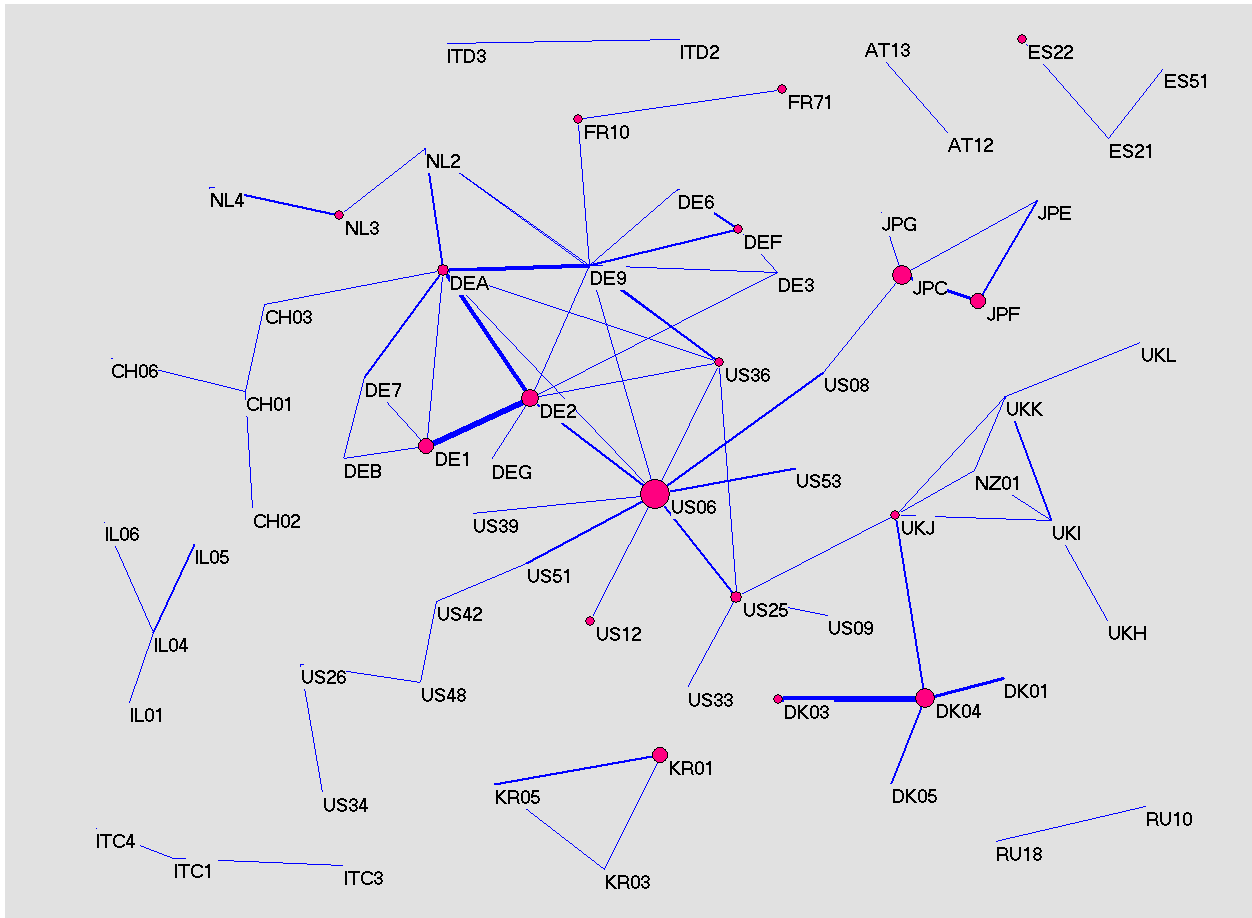 ITD3
ITD2
AT13
ES22
ES51
FR71
FR10
AT12
ES21
NL2
NL4
NL3
DE6
DEF
JPG
JPE
DEA
DE9
DE3
JPC
JPF
CH03
CH06
CH01
DE7
DE2
US36
US08
UKL
UKK
DEB
DE1
DEG
US53
NZ01
US06
CH02
US39
UKJ
UKI
IL06
IL05
US51
US42
US12
US25
US09
UKH
IL04
US26
US48
US33
DK03
DK04
DK01
IL01
KR01
KR05
DK05
US34
RU10
ITC4
ITC1
ITC3
KR03
RU18